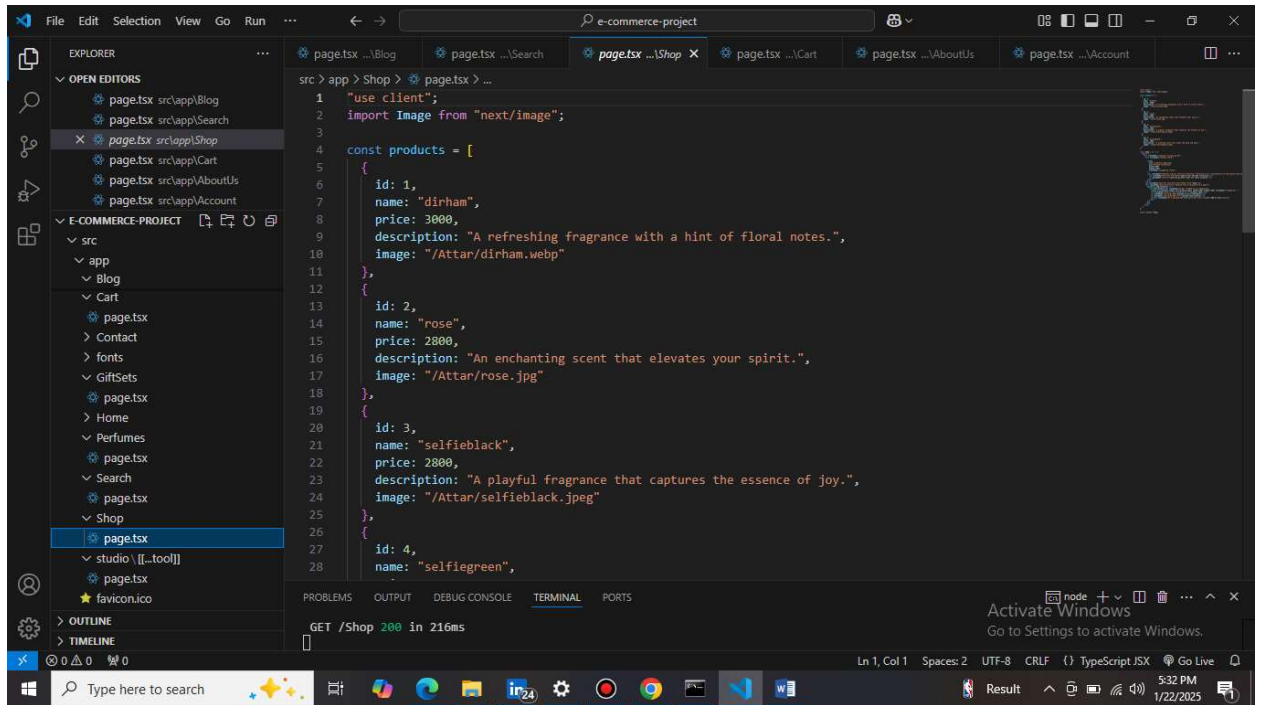 File Edit Selection View Go Run ··· ← → e-commerce-project
EXPLORER ···
OPEN EDITORS
page.tsx src\app\Blog
page.tsx src\app\Search
page.tsx src\app\Shop
page.tsx src\app\Cart
page.tsx src\app\AboutUs
page.tsx src\app\Account
E-COMMERCE-PROJECT
src
app
Blog
Cart
page.tsx
Contact
fonts
GiftSets
page.tsx
Home
Perfumes
page.tsx
Search
page.tsx
Shop
page.tsx
studio \ [[...tool]]
page.tsx
favicon.ico
OUTLINE
TIMELINE
page.tsx ...\Blog page.tsx ...\Search page.tsx ...\Shop page.tsx ...\Cart page.tsx ...\AboutUs page.tsx ...\Account
src > app > Shop > page.tsx > ...
1 "use client";
2 import Image from "next/image";
3
4 const products = [
5 {
6 id: 1,
7 name: "dirham",
8 price: 3000,
9 description: "A refreshing fragrance with a hint of floral notes.",
10 image: "/Attar/dirham.webp"
11 },
12 {
13 id: 2,
14 name: "rose",
15 price: 2800,
16 description: "An enchanting scent that elevates your spirit.",
17 image: "/Attar/rose.jpg"
18 },
19 {
20 id: 3,
21 name: "selfieblack",
22 price: 2800,
23 description: "A playful fragrance that captures the essence of joy.",
24 image: "/Attar/selfieblack.jpeg"
25 },
26 {
27 id: 4,
28 name: "selfiegreen",
PROBLEMS OUTPUT DEBUG CONSOLE TERMINAL PORTS node
GET /Shop 200 in 216ms
Activate Windows
Go to Settings to activate Windows.
0 0 0 Ln 1, Col 1 Spaces: 2 UTF-8 CRLF {} TypeScript JSX Go Live
Type here to search 24 Result 5:32 PM
1/22/2025 1